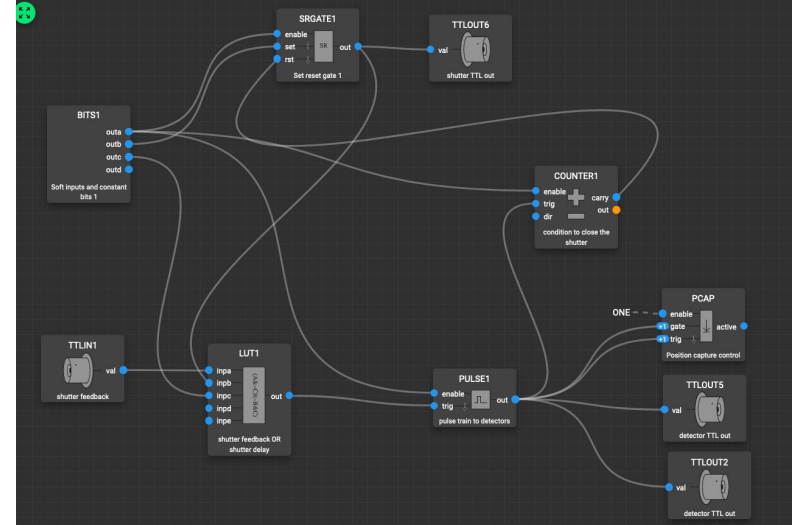 SRGATE1
enable
set
rst
SR
out
Set reset gate 1
TTLOUT6
val
shutter TTL out
BITS1
outa
outb
outc
outd
Soft inputs and constant
bits 1
COUNTER1
enable
trig
dir
carry
out
condition to close the
shutter
ONE
PCAP
enable
+1 gate
+1 trig
active
Position capture control
TTLIN1
val
shutter feedback
LUT1
inpa
inpb
inpc
inpd
inpe
out
shutter feedback OR
shutter delay
PULSE1
enable
trig
out
pulse train to detectors
TTLOUT5
val
detector TTL out
TTLOUT2
val
detector TTL out